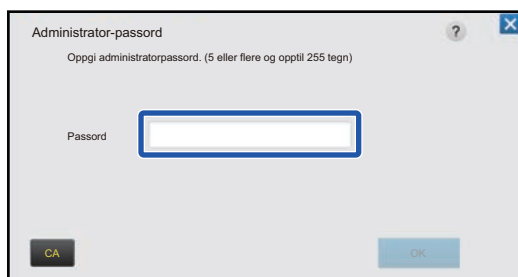 Administrator-passord
?
Oppgi administratorpassord. (5 eller flere og opptil 255 tegn)
Passord
CA
OK